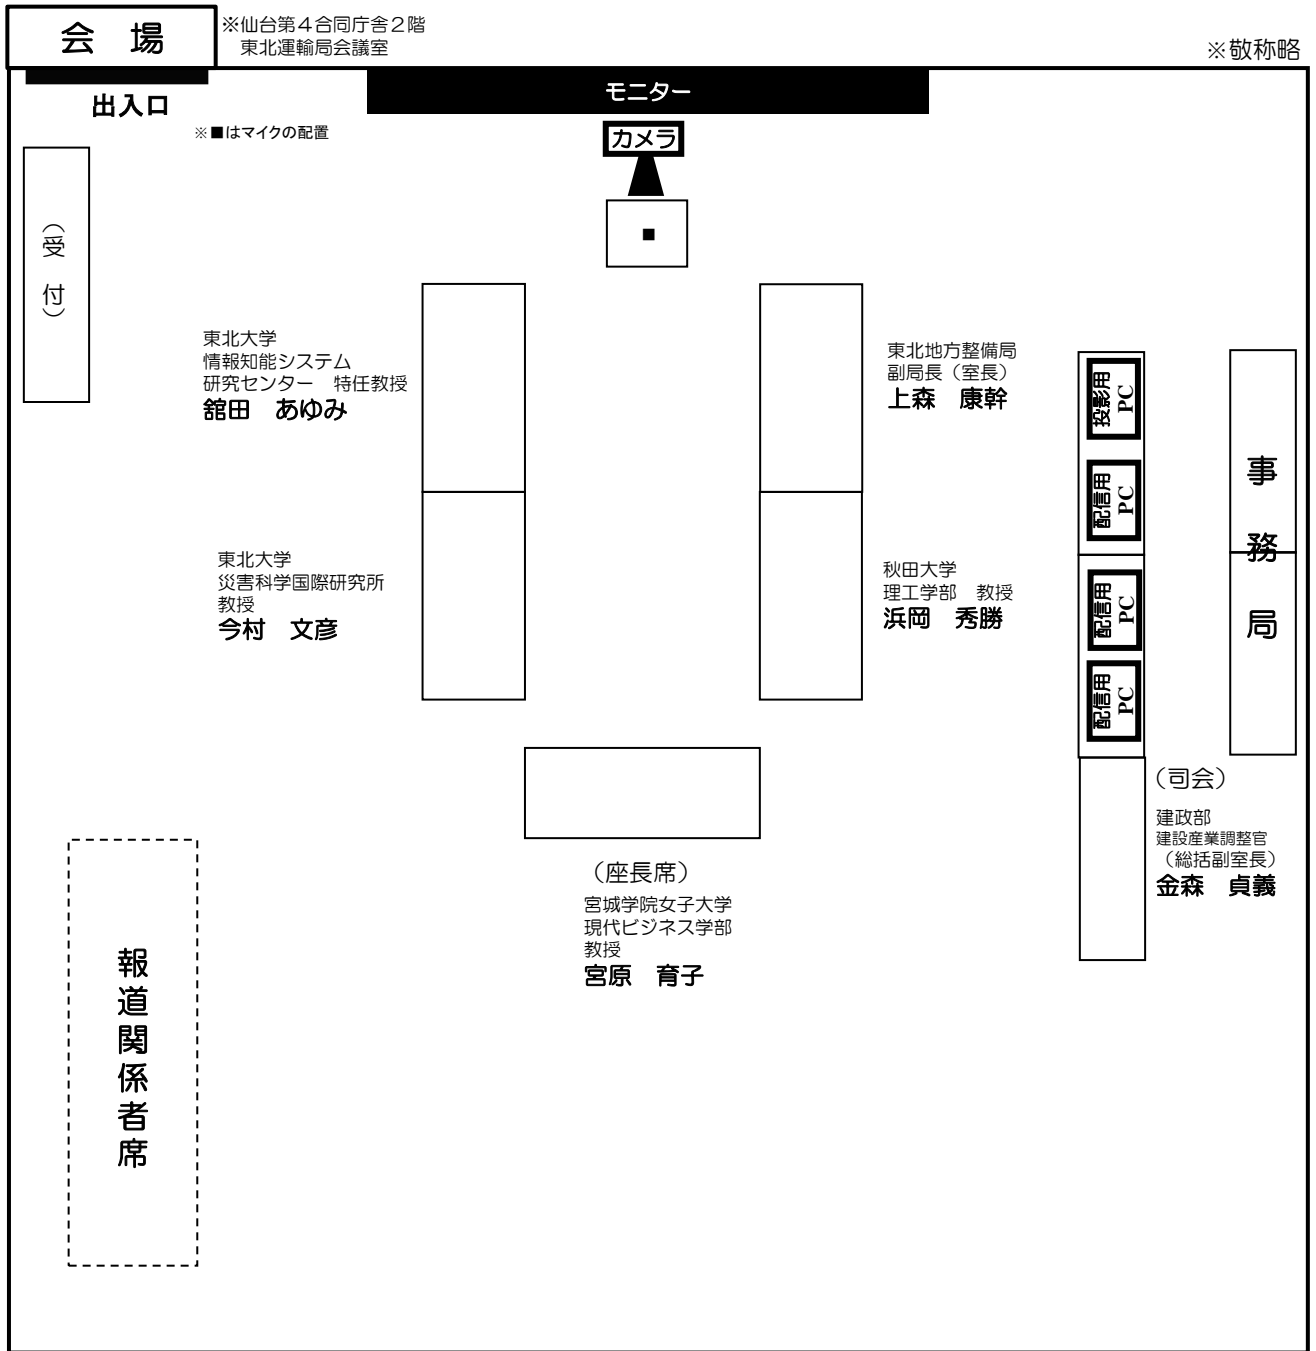 会　場
※仙台第４合同庁舎２階
東北運輸局会議室
※敬称略
出入口
モニター
※■はマイクの配置
カメラ
（受　付）
東北大学
情報知能システム
研究センター　特任教授
舘田　あゆみ
東北地方整備局
副局長（室長）
上森　康幹
投影用
PC
配信用
PC
配信用
PC
配信用
PC
事務局
東北大学
災害科学国際研究所
教授
今村　文彦
秋田大学
理工学部　教授
浜岡　秀勝
（司会）
建政部
建設産業調整官
（総括副室長）
金森　貞義
（座長席）
宮城学院女子大学
現代ビジネス学部
教授
宮原　育子
報道関係者席